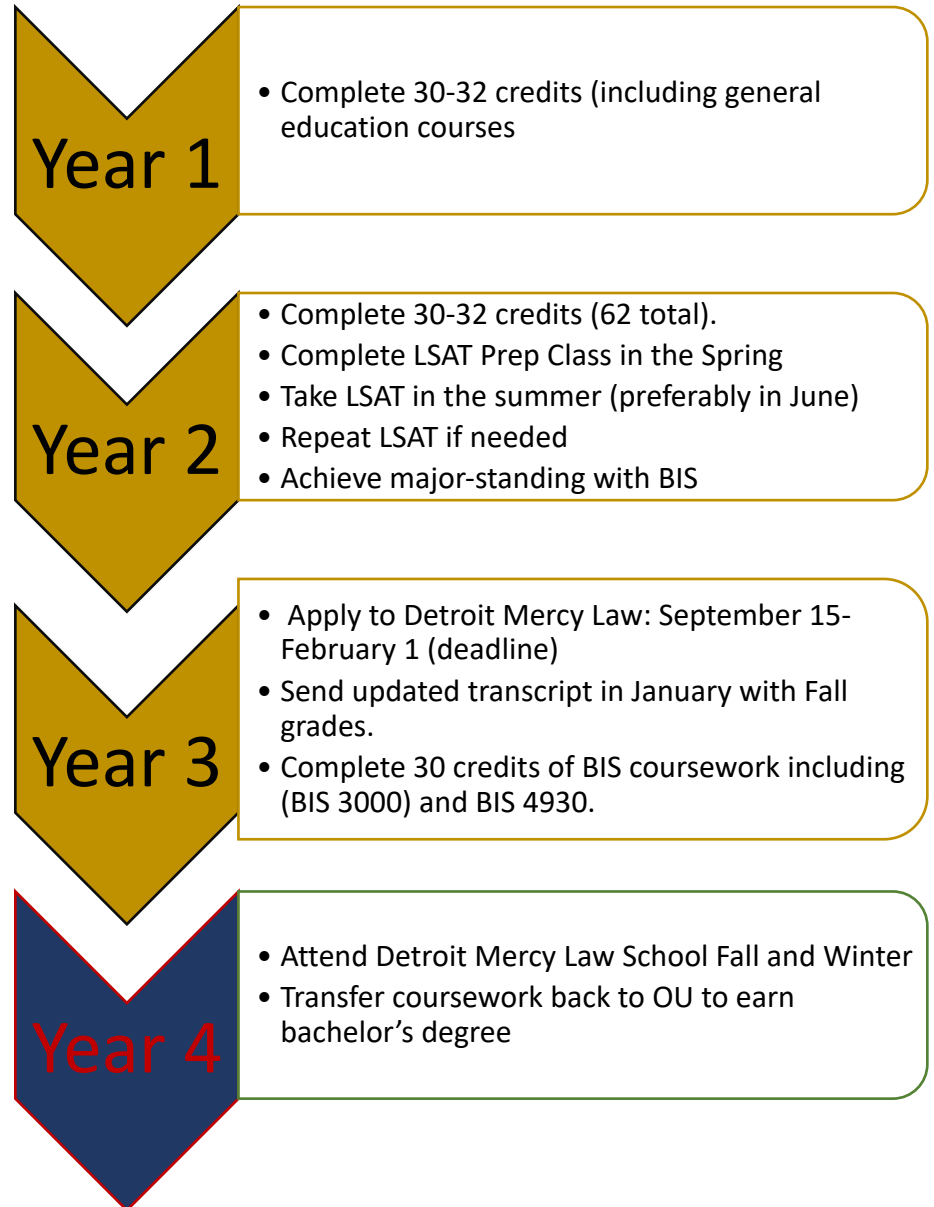 Year 1
• Complete 30-32 credits (including general
education courses
Year 2
• Complete 30-32 credits (62 total).
• Complete LSAT Prep Class in the Spring
• Take LSAT in the summer (preferably in June)
• Repeat LSAT if needed
• Achieve major-standing with BIS
Year 3
• Apply to Detroit Mercy Law: September 15-
February 1 (deadline)
• Send updated transcript in January with Fall
grades.
• Complete 30 credits of BIS coursework including
(BIS 3000) and BIS 4930.
Year 4
• Attend Detroit Mercy Law School Fall and Winter
• Transfer coursework back to OU to earn
bachelor’s degree